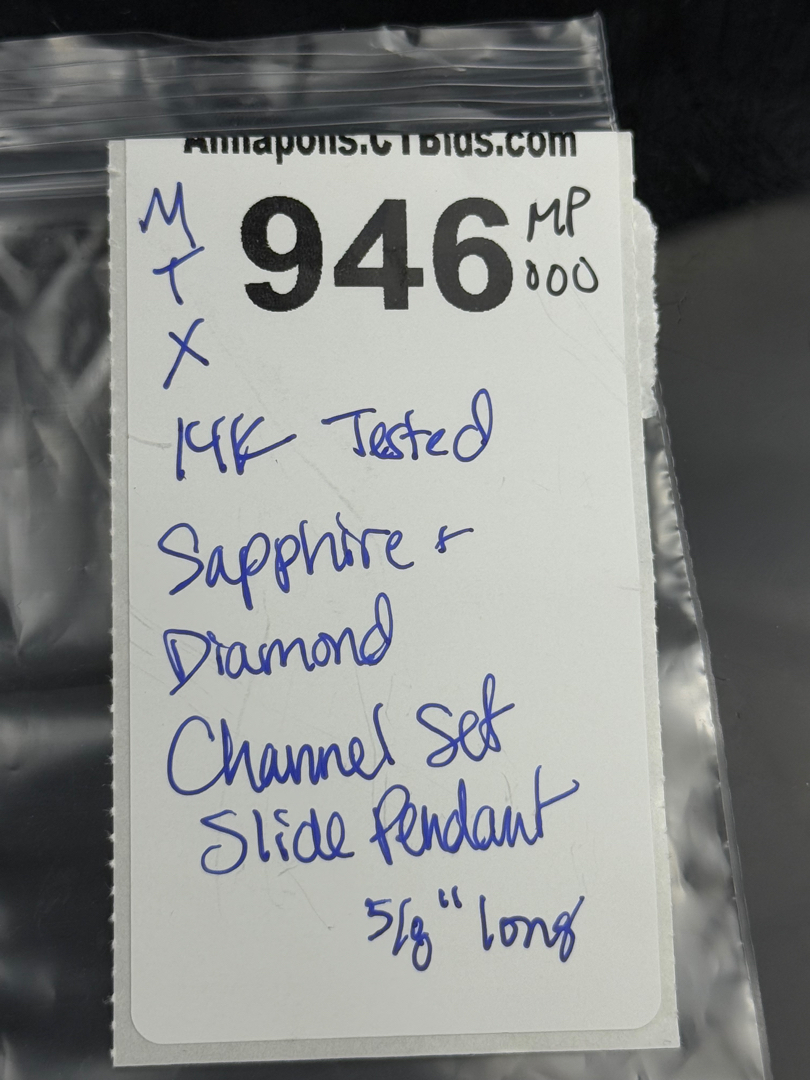 Annapolis.CTBids.com
M 946 MP
T 000
X
14K Tested
Sapphire +
Diamond
Channel Set
Slide Pendant
5/8" long